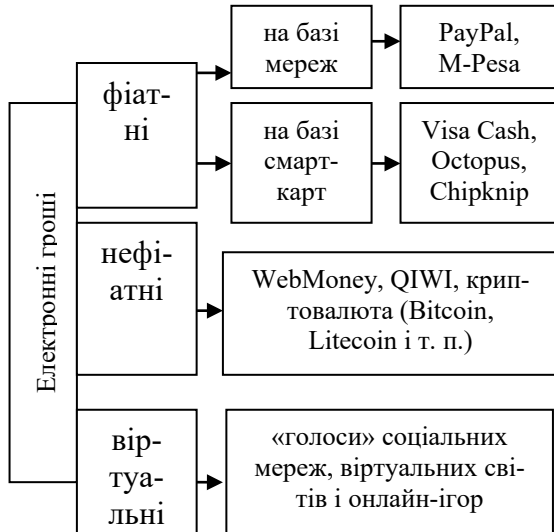 Електронні гроші
фіат-
ні
на базі
мереж
PayPal,
M-Pesa
на базі
смарт-
карт
Visa Cash,
Octopus,
Chipknip
нефі-
атні
WebMoney, QIWI, крип-
товалюта (Bitcoin,
Litecoin і т. п.)
вір-
туа-
льні
«голоси» соціальних
мереж, віртуальних сві-
тів і онлайн-ігор